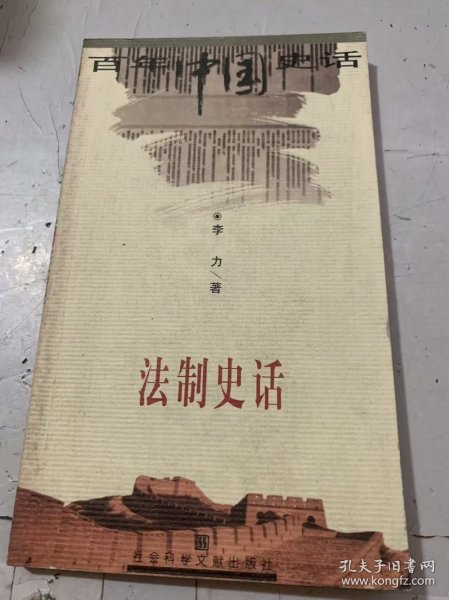 百年中国史话
李力/著
法制史话
社会科学文献出版社
孔夫子旧书网
www.kongfz.com